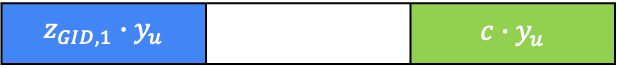 z_{GID,1} · y_u c · y_u